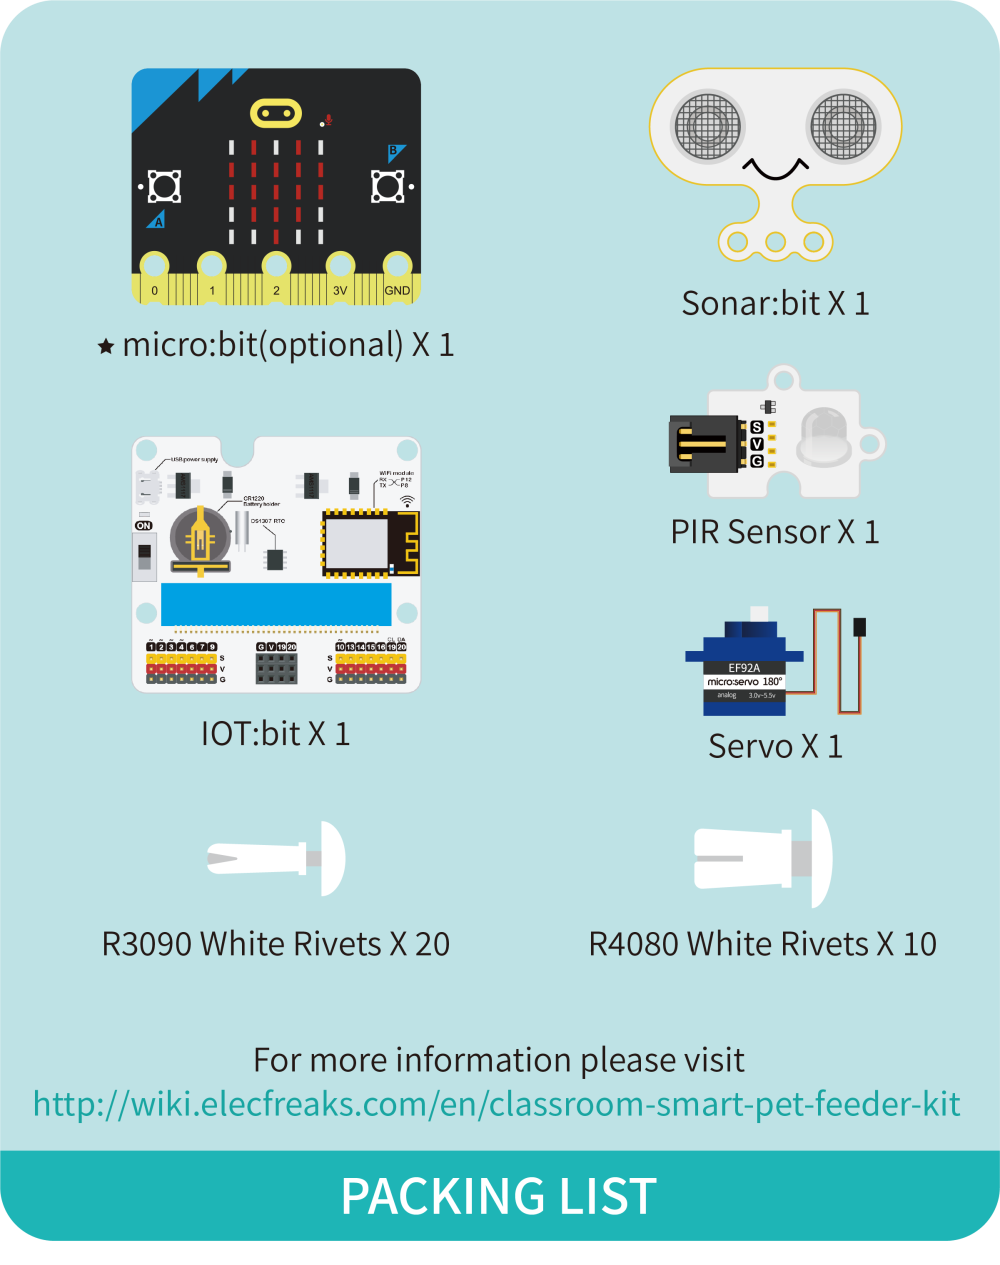 B
A
0 1 2 3V GND
★ micro:bit(optional) X 1
Sonar:bit X 1
S
V
G
PIR Sensor X 1
USB power supply
CR1220
Battery holder
DS1307 RTC
WIFI module
RX P12
TX P8
ON
~ ~ ~ ~ ~ CL DA
1 2 3 4 6 7 9 G V 19 20 10 13 14 15 16 19 20
S S
V V
G G
IOT:bit X 1
EF92A
micro:servo 180°
analog 3.0v~5.5v
Servo X 1
R3090 White Rivets X 20
R4080 White Rivets X 10
For more information please visit
http://wiki.elecfreaks.com/en/classroom-smart-pet-feeder-kit
PACKING LIST